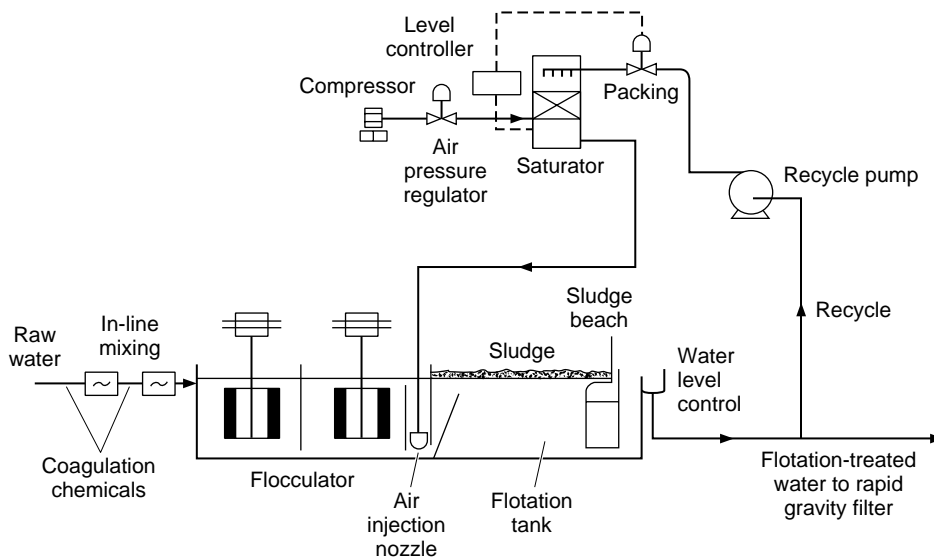 Level
controller
Compressor
Packing
Air
pressure
regulator
Saturator
Recycle pump
Sludge
beach
Recycle
Raw
water
In-line
mixing
Sludge
Water
level
control
Coagulation
chemicals
Flocculator
Air
injection
nozzle
Flotation
tank
Flotation-treated
water to rapid
gravity filter